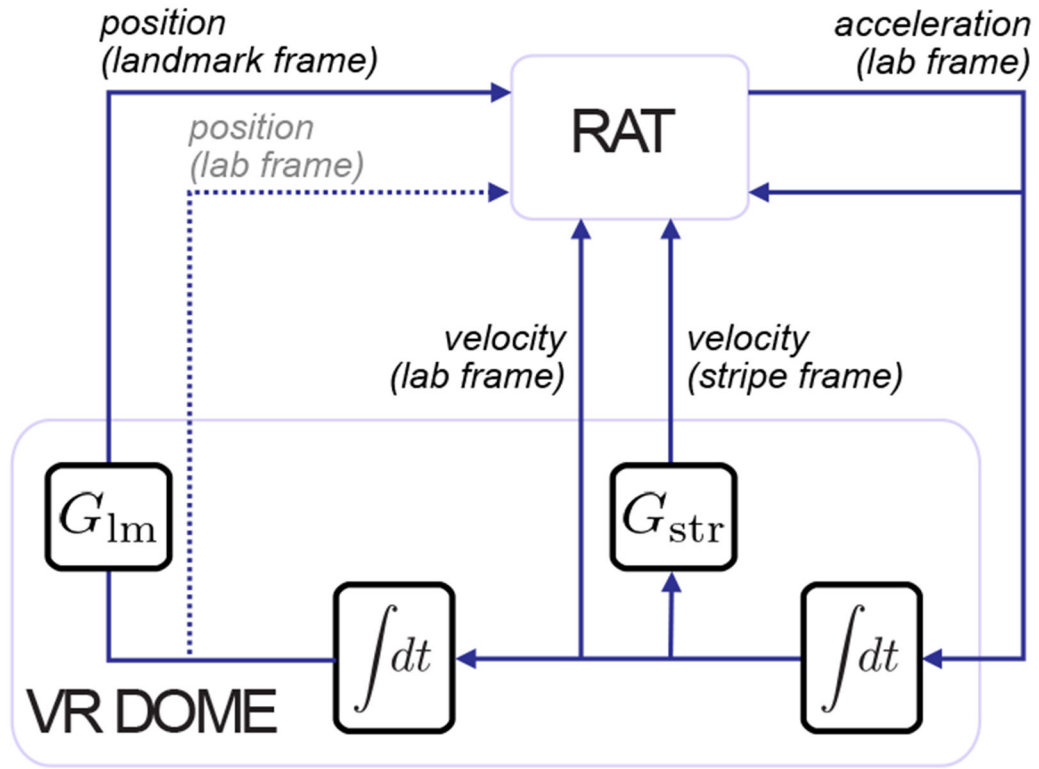 position
(landmark frame)
acceleration
(lab frame)
position
(lab frame)
RAT
velocity
(lab frame)
velocity
(stripe frame)
G_lm
G_str
∫dt
∫dt
VR DOME